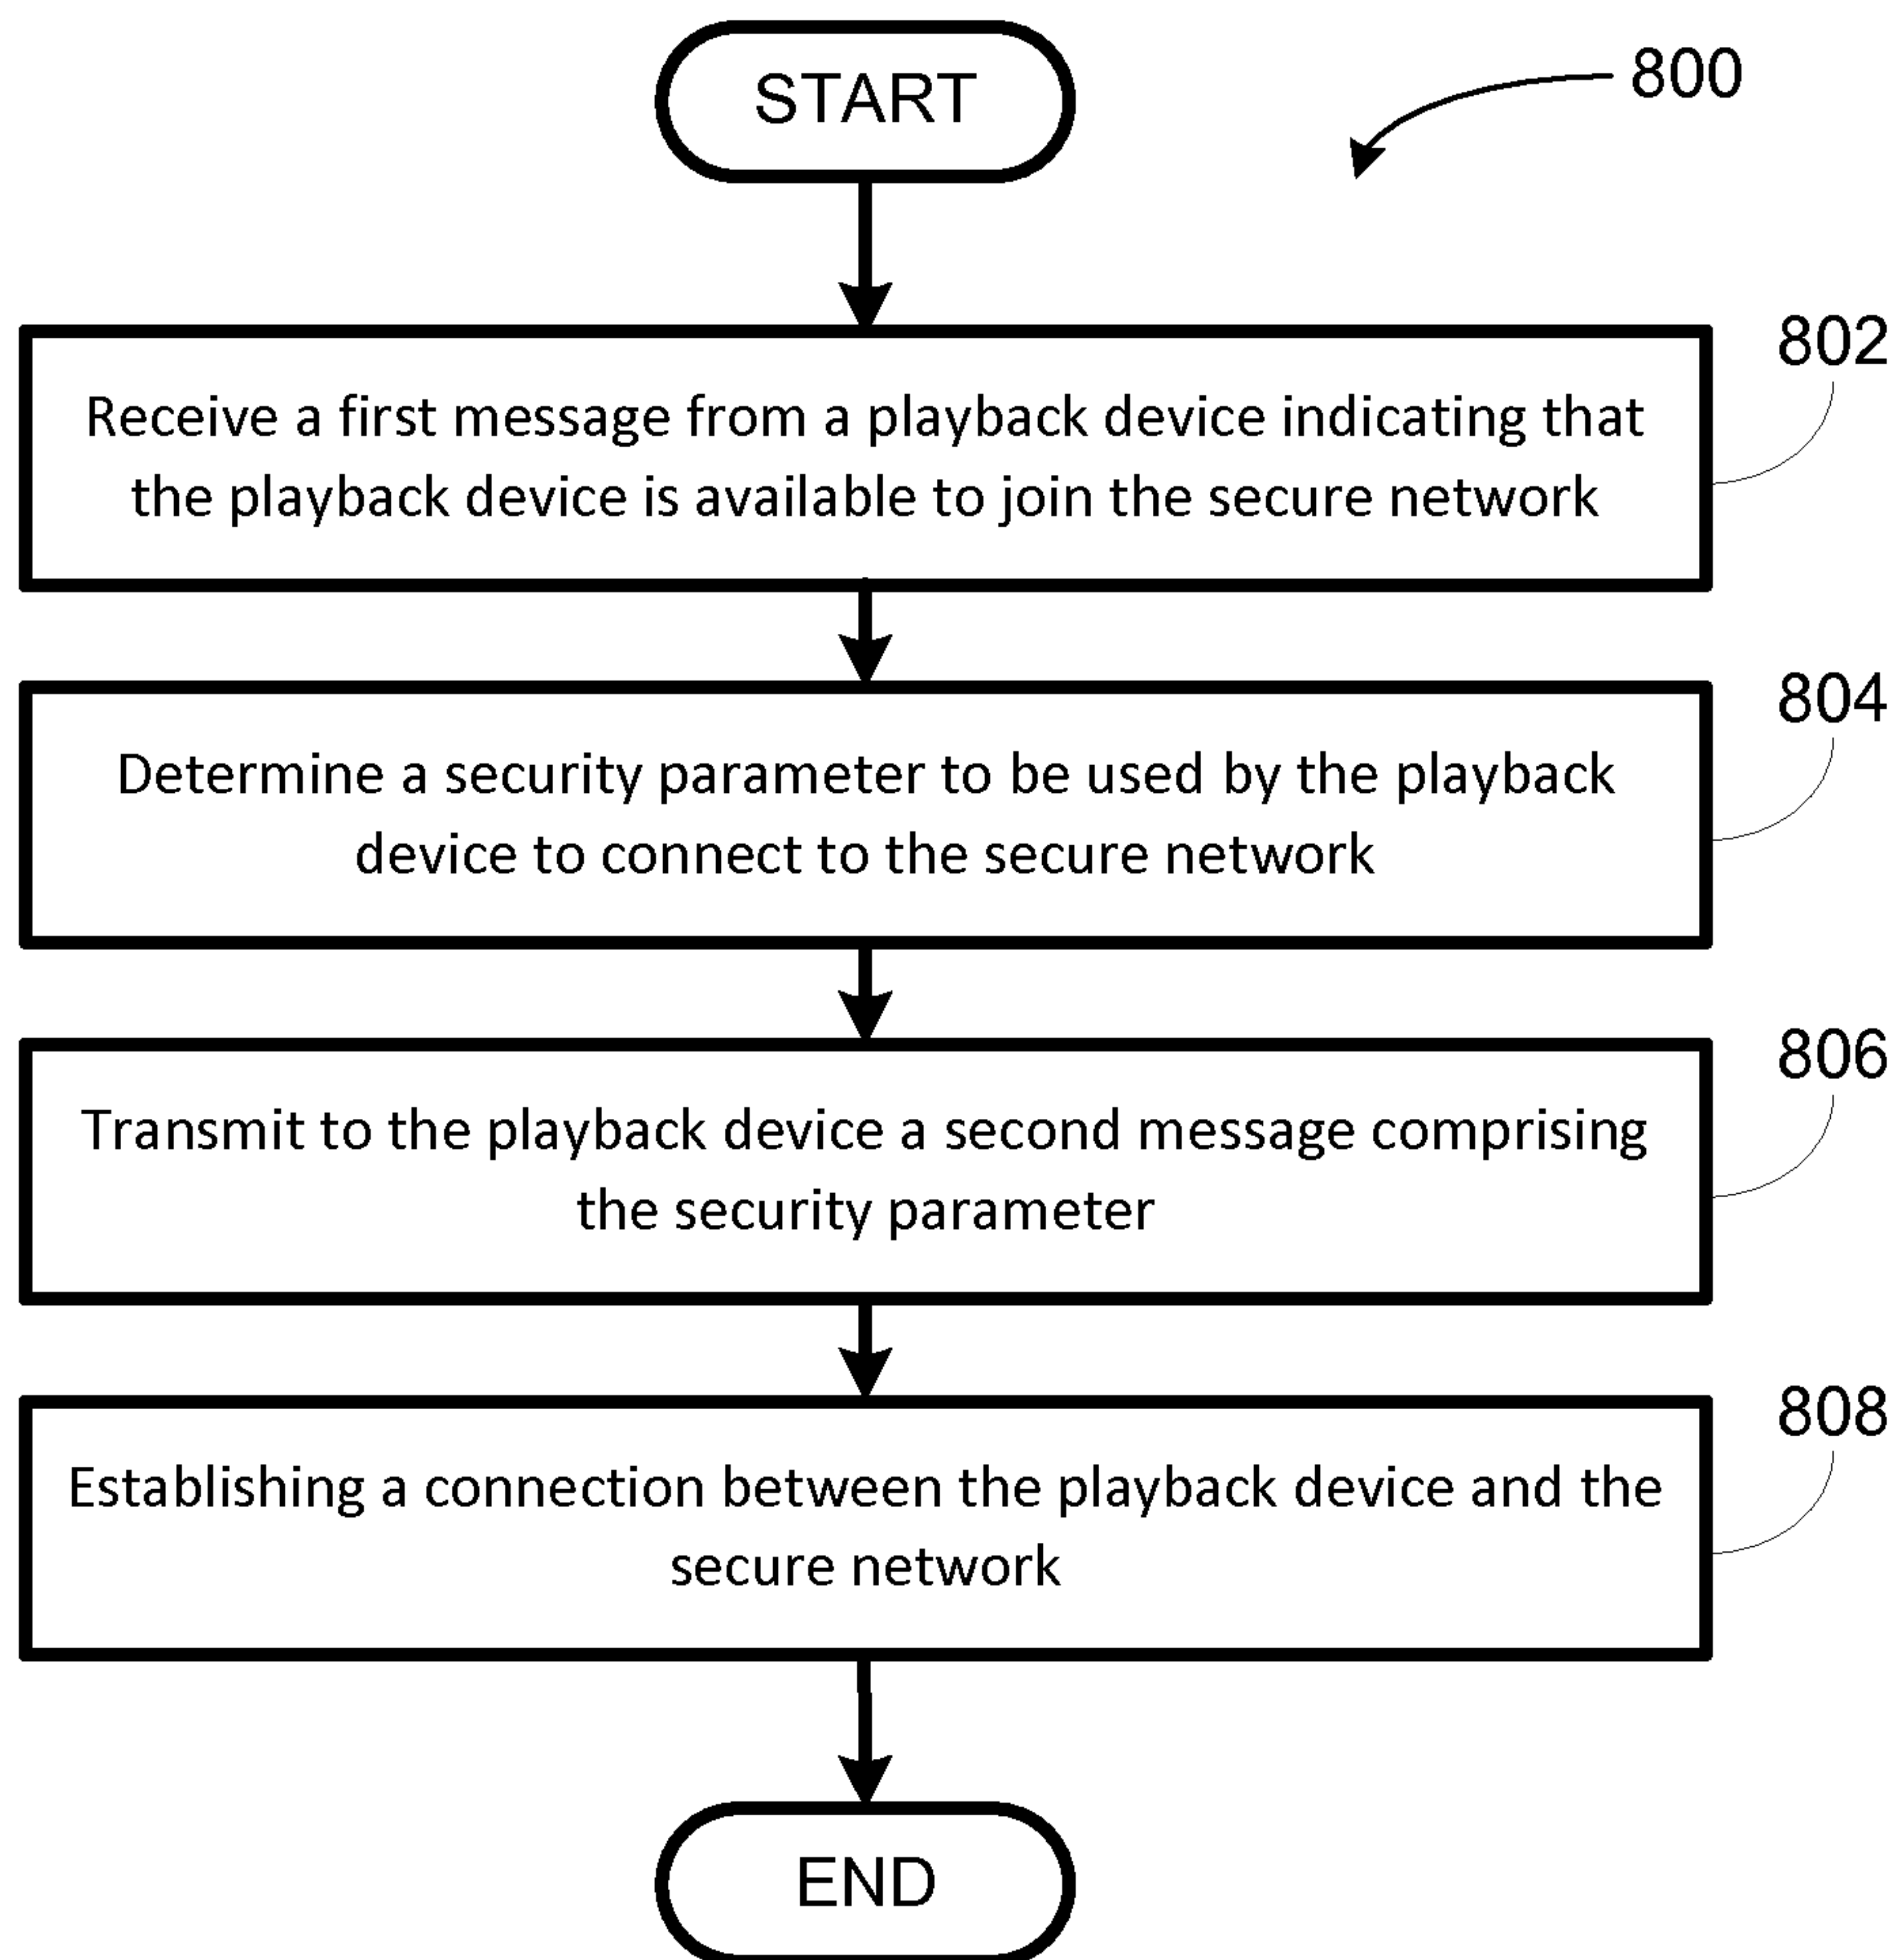 START
800
802
Receive a first message from a playback device indicating that
the playback device is available to join the secure network
804
Determine a security parameter to be used by the playback
device to connect to the secure network
806
Transmit to the playback device a second message comprising
the security parameter
808
Establishing a connection between the playback device and the
secure network
END